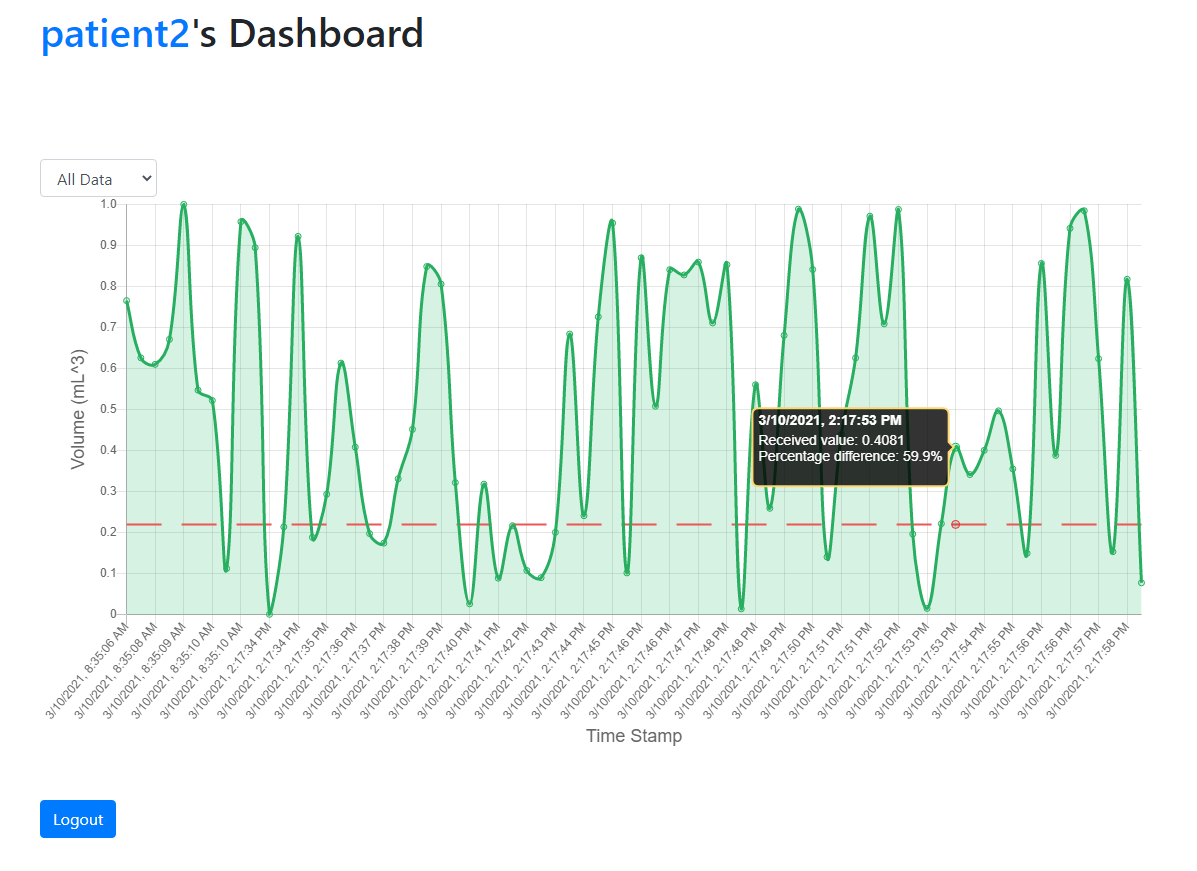 patient2's Dashboard
All Data
1.0
0.9
0.8
0.7
0.6
0.5
0.4
0.3
0.2
0.1
0
Volume (mL^3)
3/10/2021, 2:17:53 PM
Received value: 0.4081
Percentage difference: 59.9%
3/10/2021, 8:35:06 AM
3/10/2021, 8:35:08 AM
3/10/2021, 8:35:09 AM
3/10/2021, 8:35:10 AM
3/10/2021, 8:35:10 AM
3/10/2021, 2:17:34 PM
3/10/2021, 2:17:34 PM
3/10/2021, 2:17:35 PM
3/10/2021, 2:17:36 PM
3/10/2021, 2:17:37 PM
3/10/2021, 2:17:38 PM
3/10/2021, 2:17:39 PM
3/10/2021, 2:17:40 PM
3/10/2021, 2:17:41 PM
3/10/2021, 2:17:42 PM
3/10/2021, 2:17:43 PM
3/10/2021, 2:17:44 PM
3/10/2021, 2:17:45 PM
3/10/2021, 2:17:46 PM
3/10/2021, 2:17:46 PM
3/10/2021, 2:17:47 PM
3/10/2021, 2:17:48 PM
3/10/2021, 2:17:48 PM
3/10/2021, 2:17:49 PM
3/10/2021, 2:17:50 PM
3/10/2021, 2:17:51 PM
3/10/2021, 2:17:51 PM
3/10/2021, 2:17:52 PM
3/10/2021, 2:17:53 PM
3/10/2021, 2:17:53 PM
3/10/2021, 2:17:54 PM
3/10/2021, 2:17:55 PM
3/10/2021, 2:17:56 PM
3/10/2021, 2:17:56 PM
3/10/2021, 2:17:57 PM
3/10/2021, 2:17:58 PM
Time Stamp
Logout